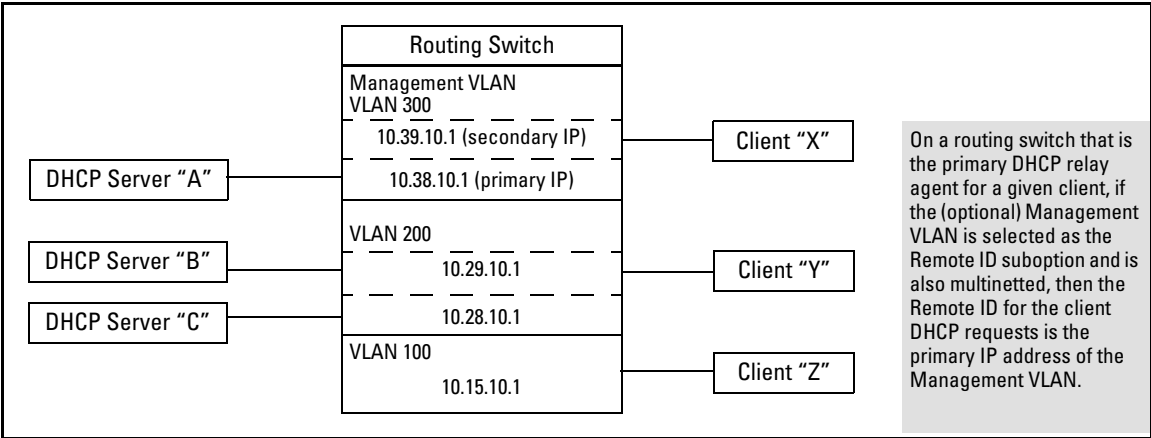 Routing Switch
Management VLAN
VLAN 300
10.39.10.1 (secondary IP)
10.38.10.1 (primary IP)
VLAN 200
10.29.10.1
10.28.10.1
VLAN 100
10.15.10.1
DHCP Server “A”
DHCP Server “B”
DHCP Server “C”
Client “X”
Client “Y”
Client “Z”
On a routing switch that is
the primary DHCP relay
agent for a given client, if
the (optional) Management
VLAN is selected as the
Remote ID suboption and is
also multinetted, then the
Remote ID for the client
DHCP requests is the
primary IP address of the
Management VLAN.